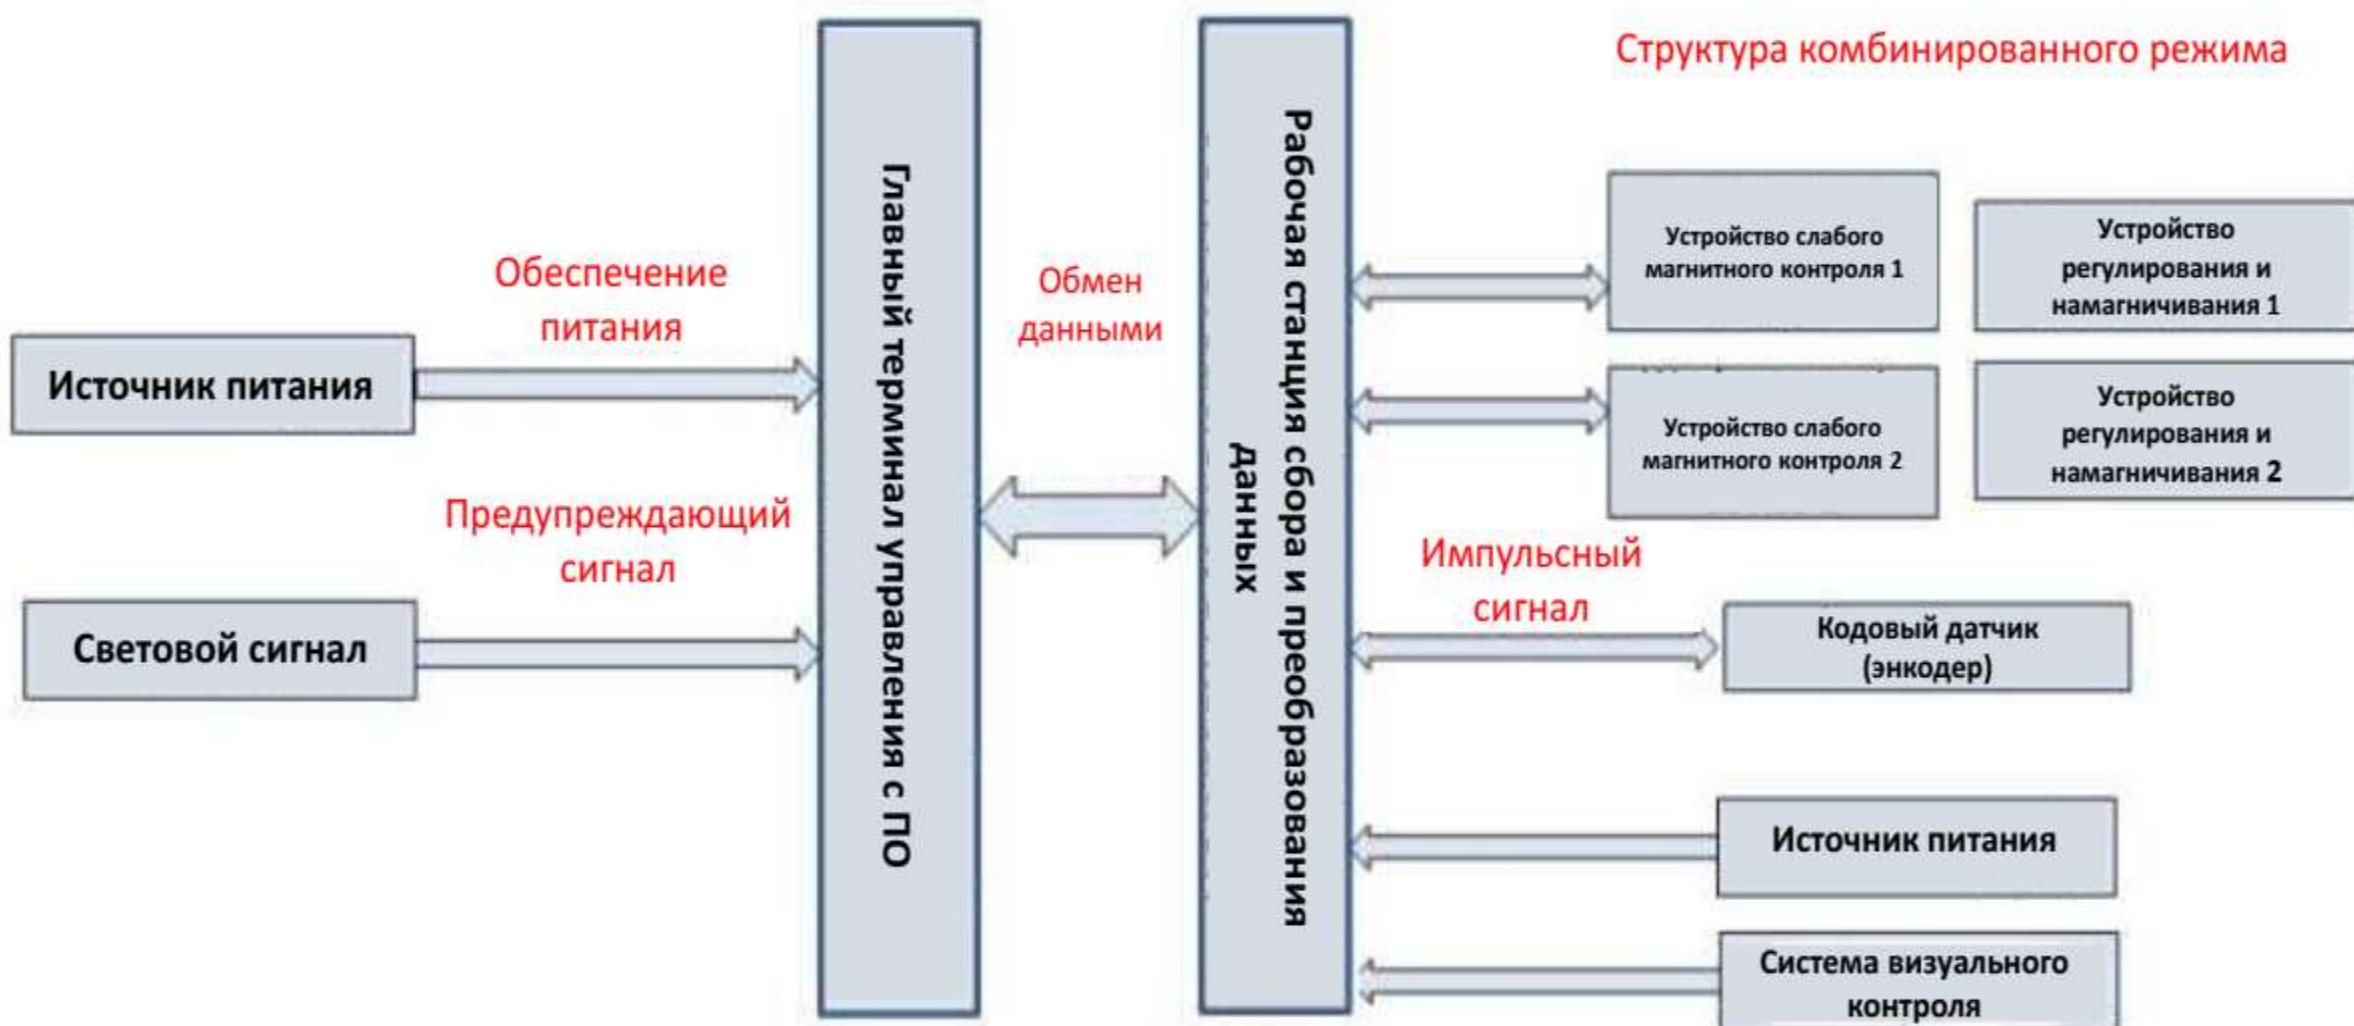 Структура комбинированного режима
Обеспечение
питания
Источник питания
Предупреждающий
сигнал
Световой сигнал
Главный терминал управления с ПО
Обмен
данными
Рабочая станция сбора и преобразования
данных
Устройство слабого
магнитного контроля 1
Устройство
регулирования и
намагничивания 1
Устройство слабого
магнитного контроля 2
Устройство
регулирования и
намагничивания 2
Импульсный
сигнал
Кодовый датчик
(энкодер)
Источник питания
Система визуального
контроля